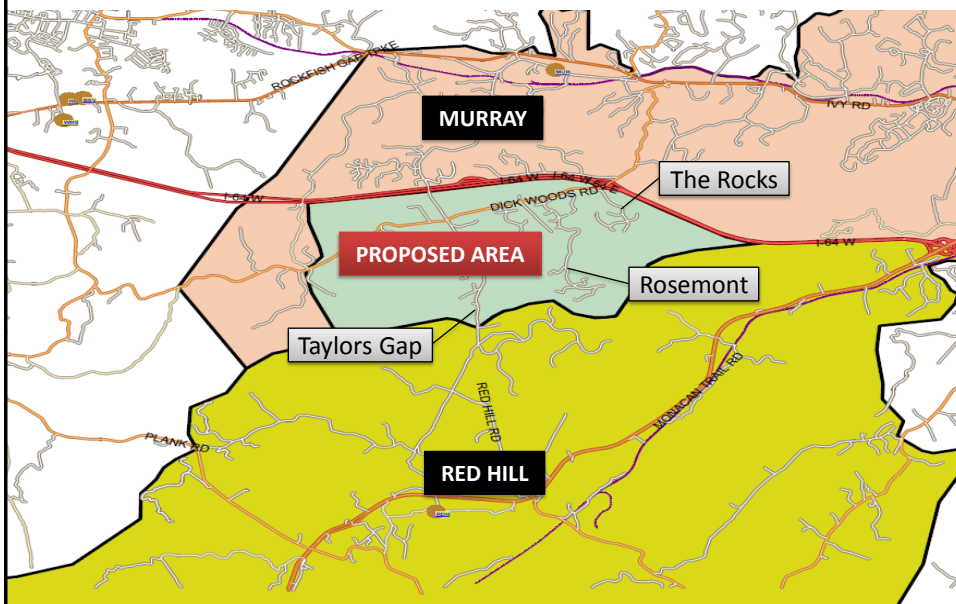 ROCKFISH GAP TPKE
MURRAY
IVY RD
The Rocks
I-64 W
I-64 W
I-64 E
DICK WOODS RD
PROPOSED AREA
I-64 W
Rosemont
Taylors Gap
RED HILL RD
MONACAN TRAIL RD
PLANK RD
RED HILL